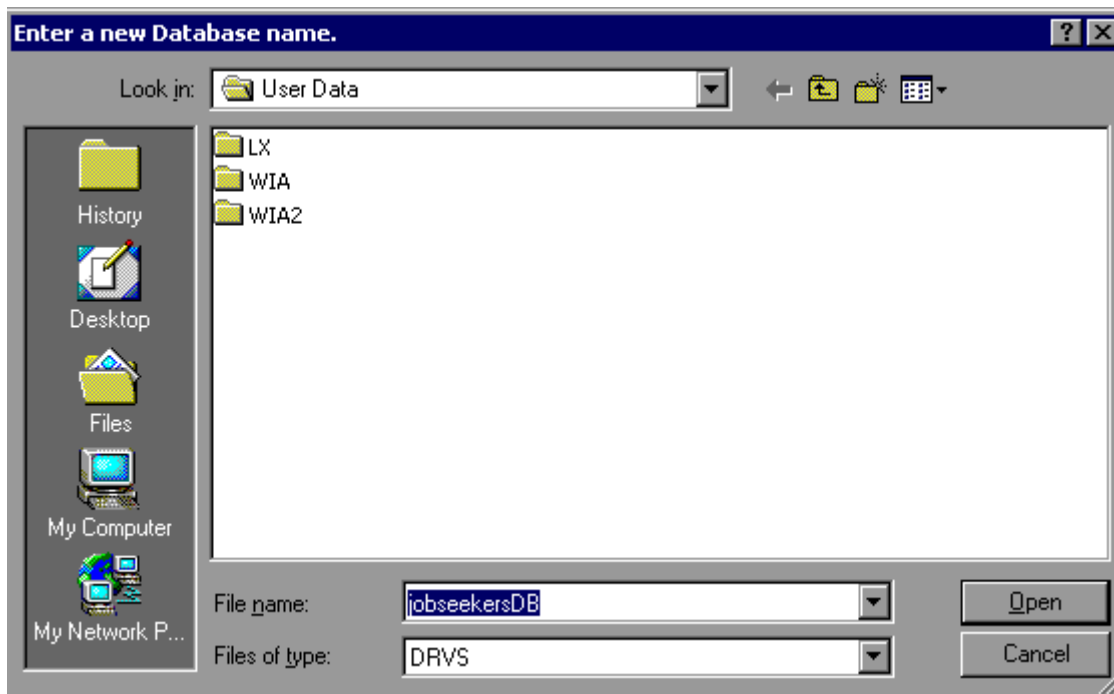 Enter a new Database name.
Look in: User Data
History
Desktop
Files
My Computer
My Network P...
LX
WIA
WIA2
File name: jobseekersDB
Open
Files of type: DRVS
Cancel